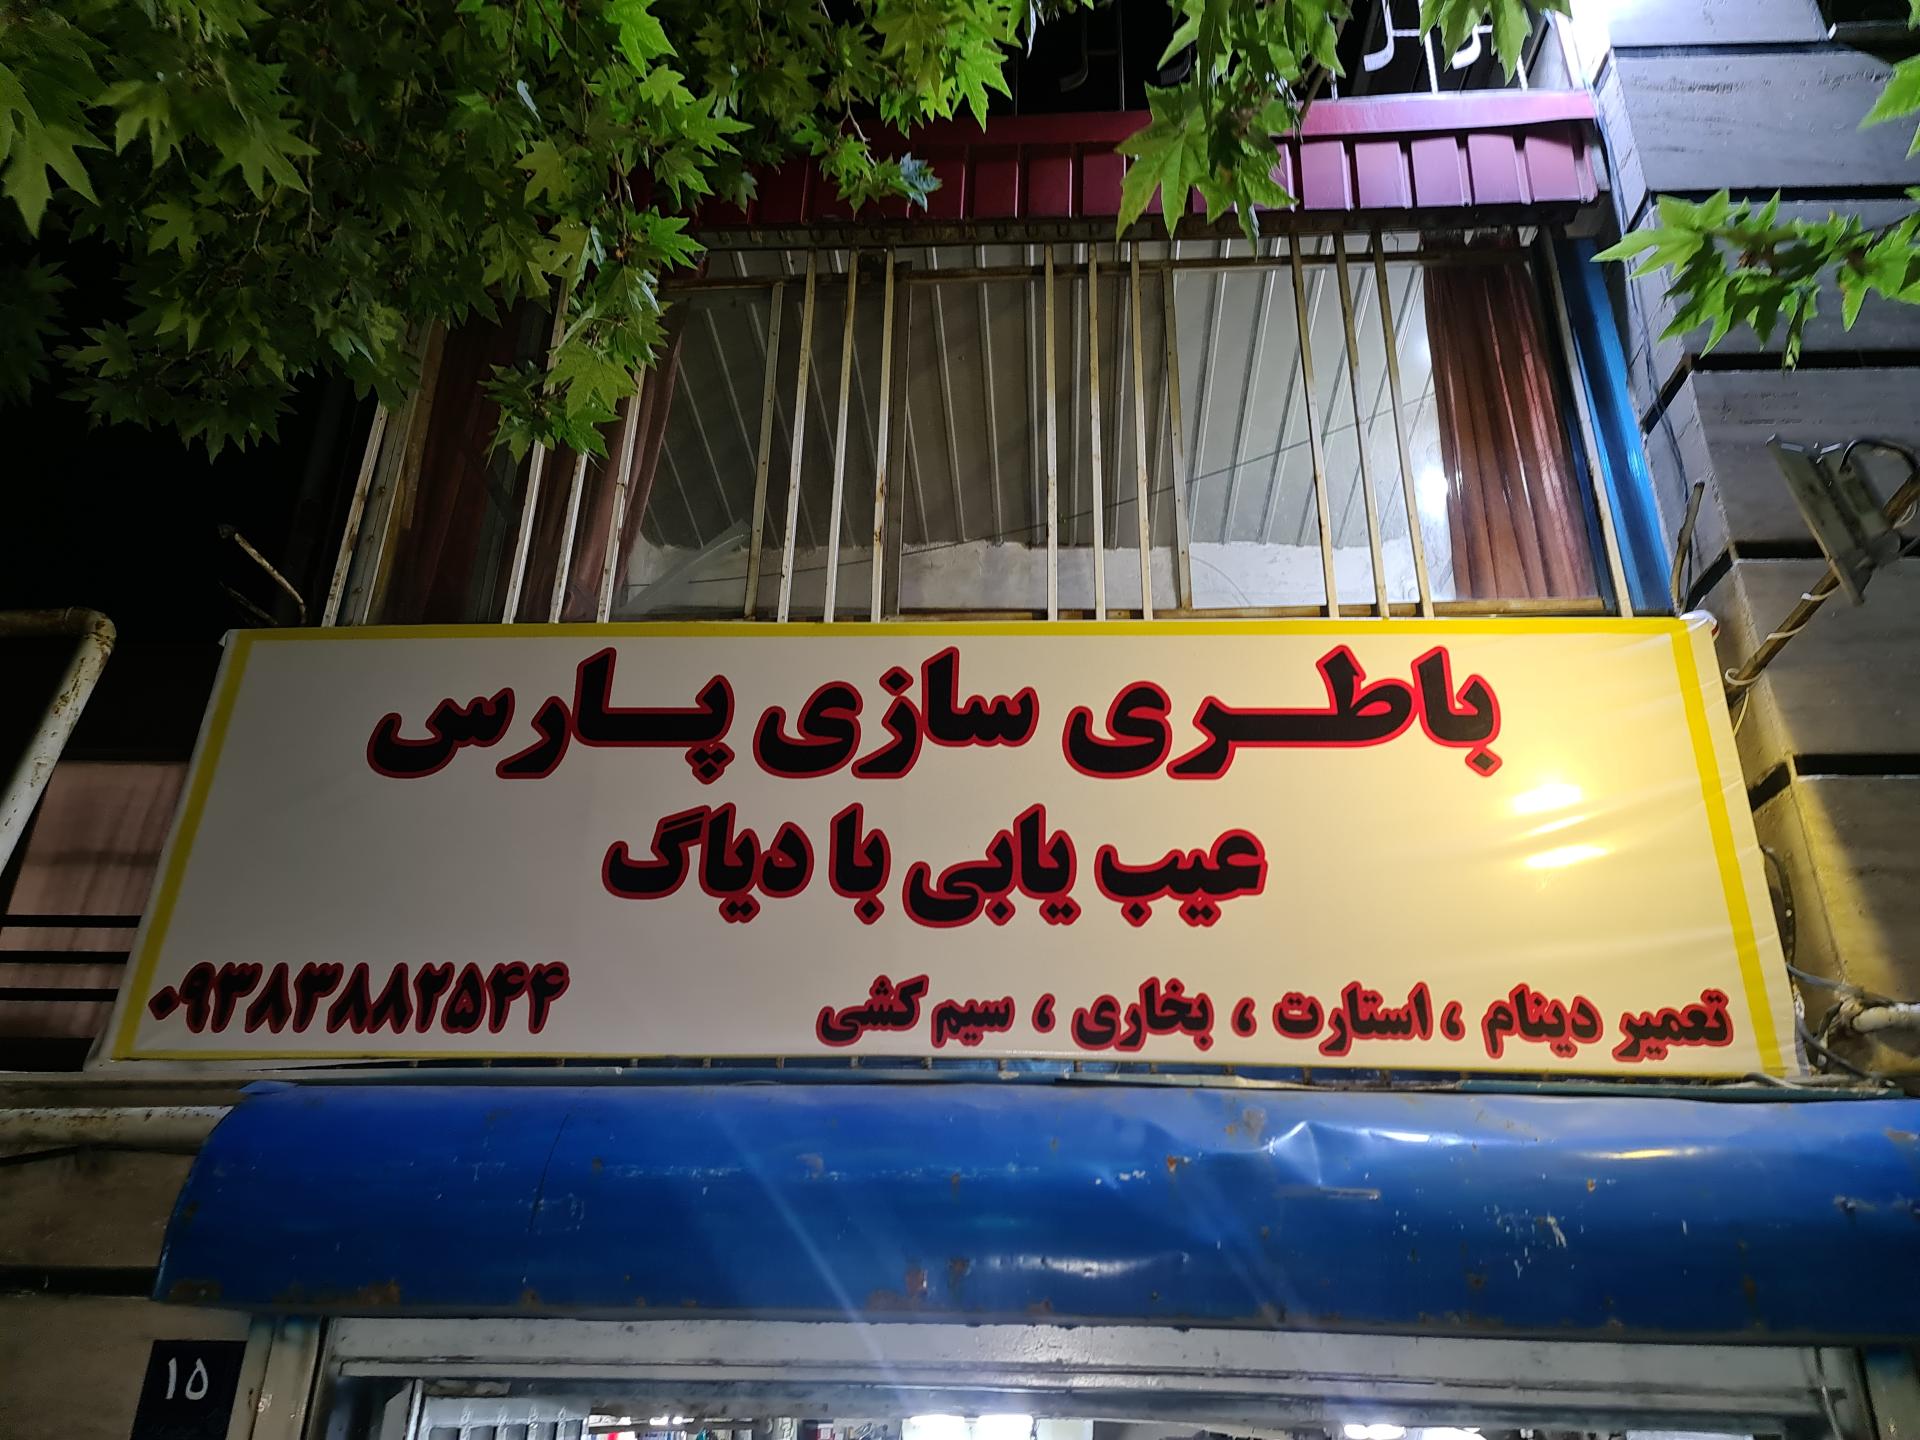 باطری سازی پارس
عیب یابی با دیاگ
تعمیر دینام ، استارت ، بخاری ، سیم کشی
۰۹۳۸۳۸۸۲۵۴۴
۱۵